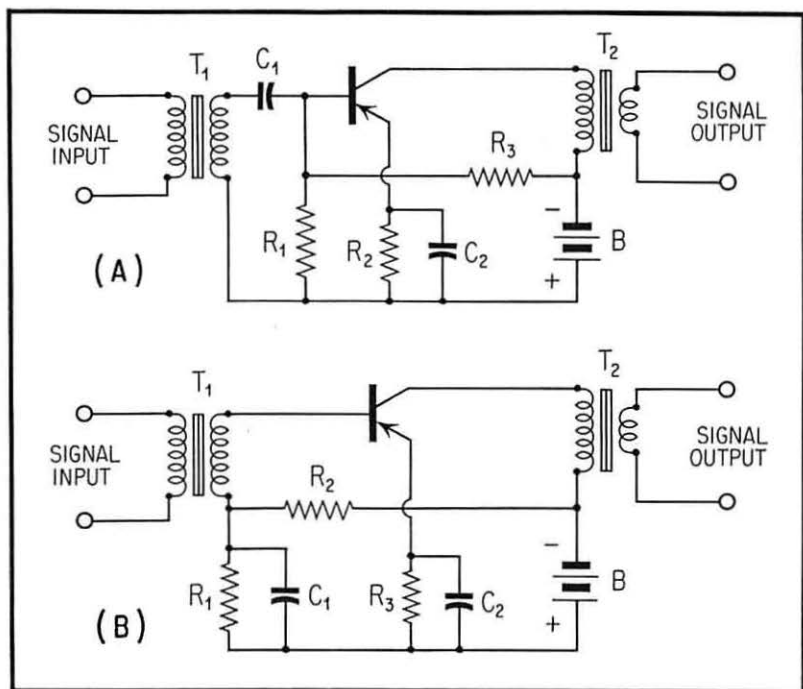 T₁
C₁
T₂
SIGNAL
INPUT
SIGNAL
OUTPUT
R₃
R₁
R₂
C₂
−
B
+
(A)
T₁
T₂
SIGNAL
INPUT
SIGNAL
OUTPUT
R₂
−
R₁
C₁
R₃
C₂
B
+
(B)